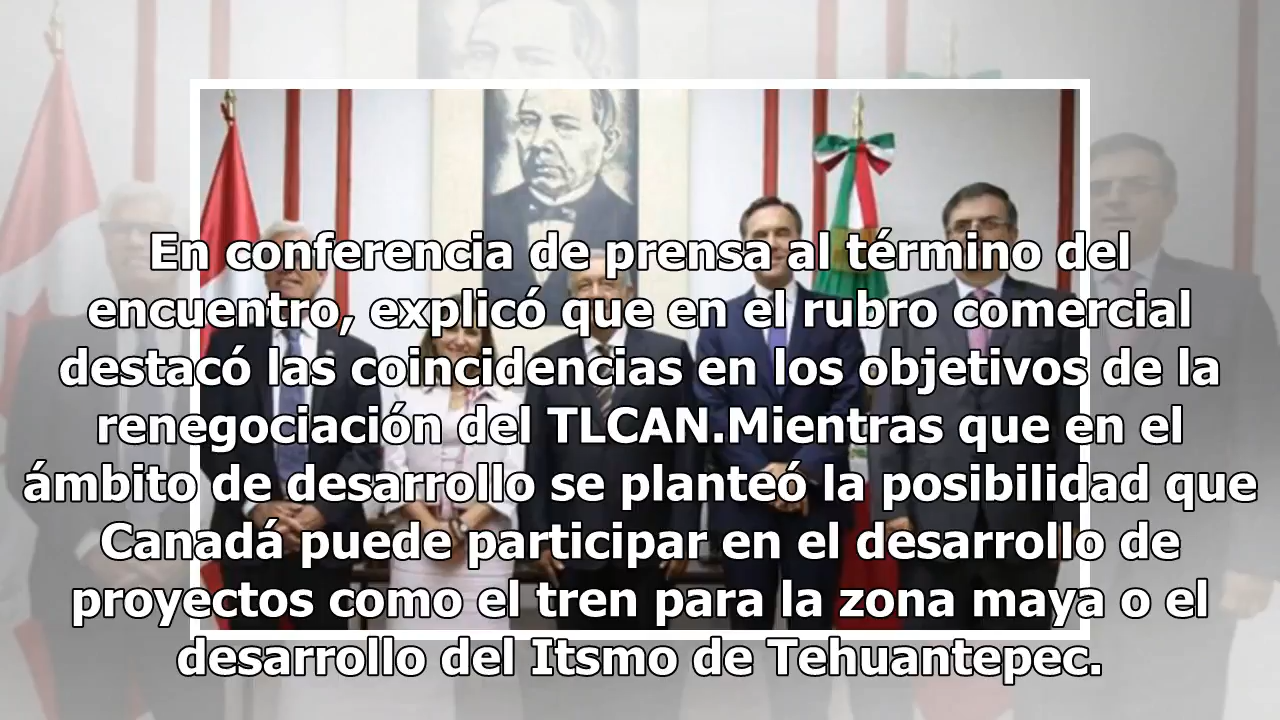 En conferencia de prensa al término del
encuentro, explicó que en el rubro comercial
destacó las coincidencias en los objetivos de la
renegociación del TLCAN.Mientras que en el
ámbito de desarrollo se planteó la posibilidad que
Canadá puede participar en el desarrollo de
proyectos como el tren para la zona maya o el
desarrollo del Itsmo de Tehuantepec.